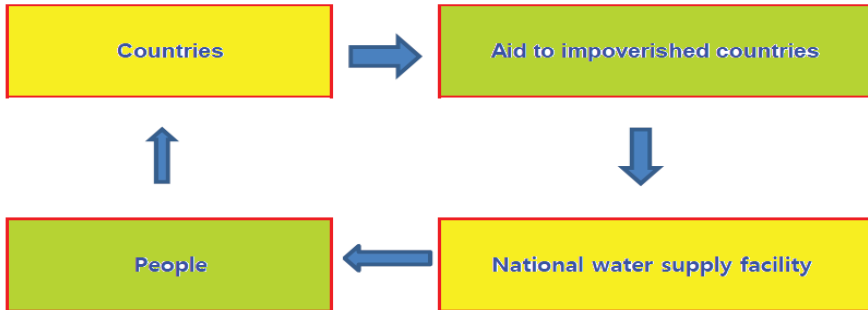 Countries
Aid to impoverished countries
People
National water supply facility